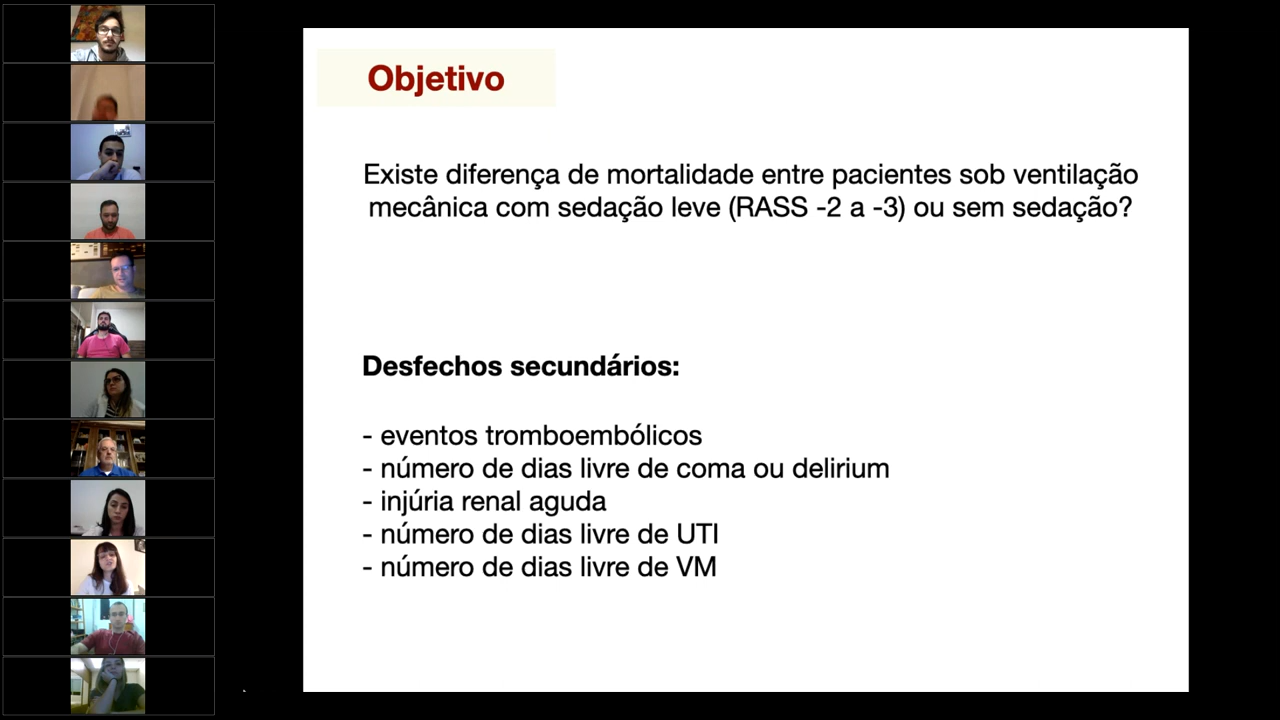 Objetivo
Existe diferença de mortalidade entre pacientes sob ventilação
mecânica com sedação leve (RASS -2 a -3) ou sem sedação?
Desfechos secundários:
- eventos tromboembólicos
- número de dias livre de coma ou delirium
- injúria renal aguda
- número de dias livre de UTI
- número de dias livre de VM